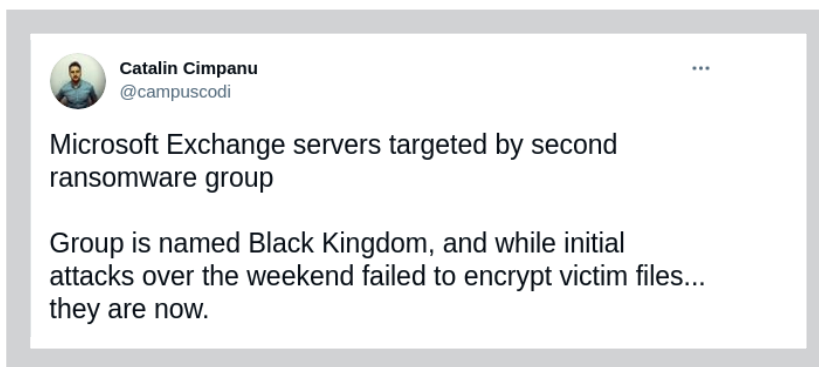 Catalin Cimpanu
@campuscodi
Microsoft Exchange servers targeted by second
ransomware group
Group is named Black Kingdom, and while initial
attacks over the weekend failed to encrypt victim files...
they are now.